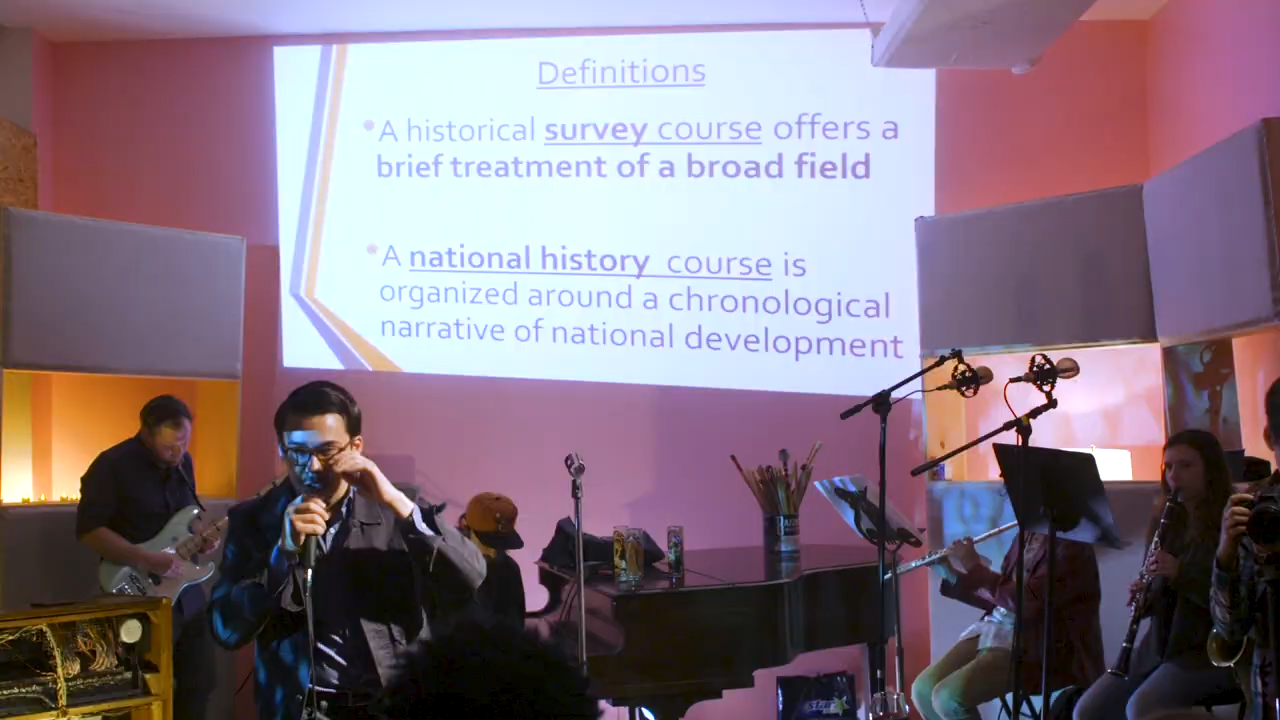 Definitions
•A historical survey course offers a
brief treatment of a broad field
•A national history course is
organized around a chronological
narrative of national development